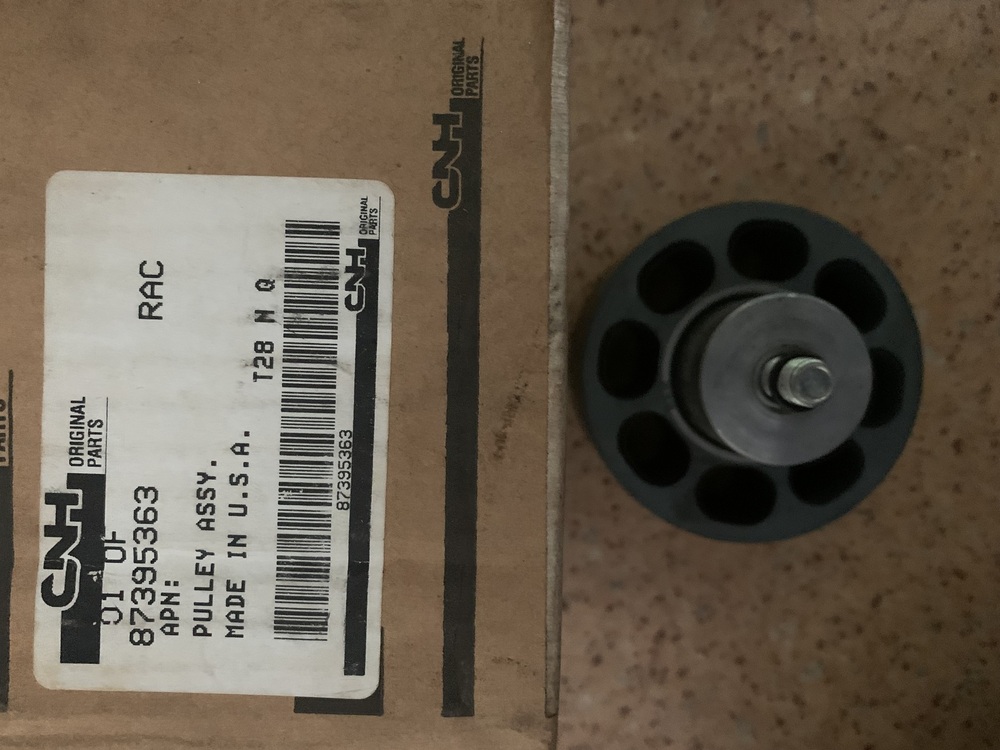 CNH ORIGINAL
PARTS
01 OF
87395363 RAC
APN:
PULLEY ASSY.
MADE IN U.S.A. T28 N Q
87395363
CNH ORIGINAL
PARTS
CNH ORIGINAL
PARTS
PARTS